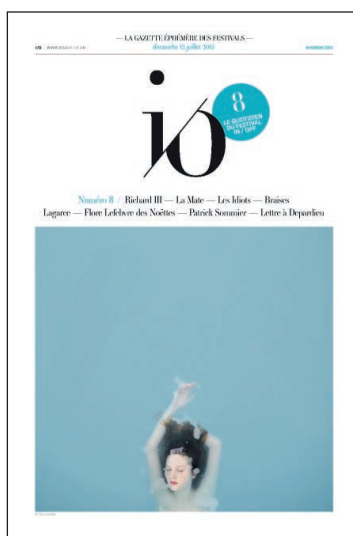 — LA GAZETTE ÉPHÉMÈRE DES FESTIVALS —
dimanche 12 juillet 2015
io
8
LE QUOTIDIEN
DU FESTIVAL
IN / OFF
Numéro 8 / Richard III — La Mate — Les Idiots — Braises
Lagarce — Flore Lefebvre des Noëttes — Patrick Sommier — Lettre à Depardieu